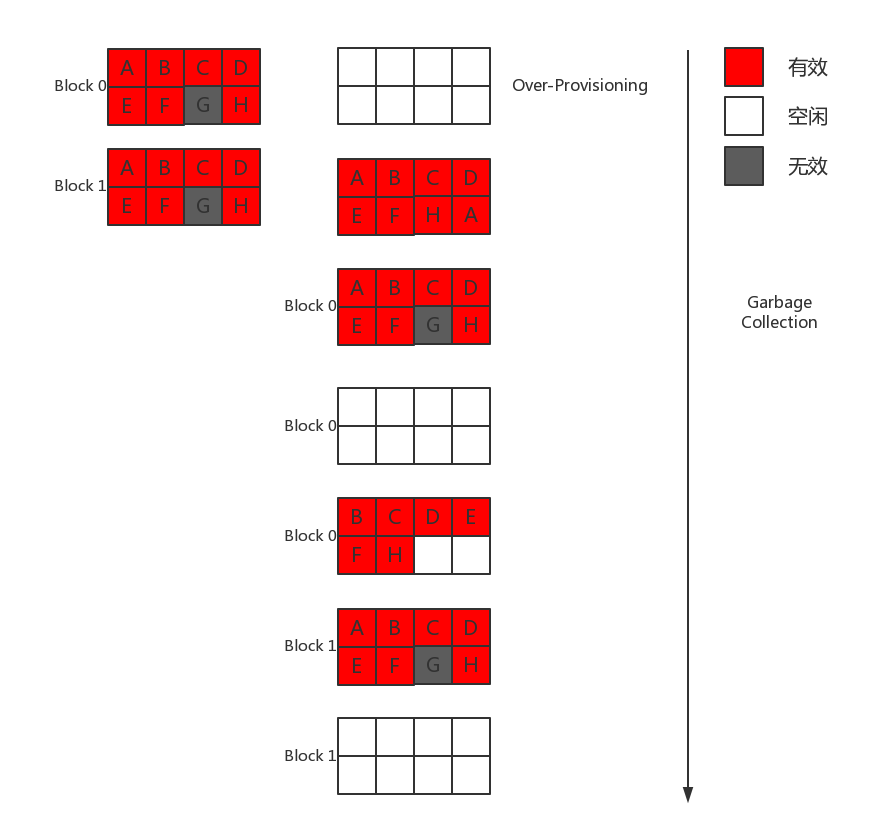 Block 0
A B C D
E F G H
Over-Provisioning
有效
空闲
无效
Block 1
A B C D
E F G H
A B C D
E F H A
Block 0
A B C D
E F G H
Garbage
Collection
Block 0
Block 0
B C D E
F H
Block 1
A B C D
E F G H
Block 1